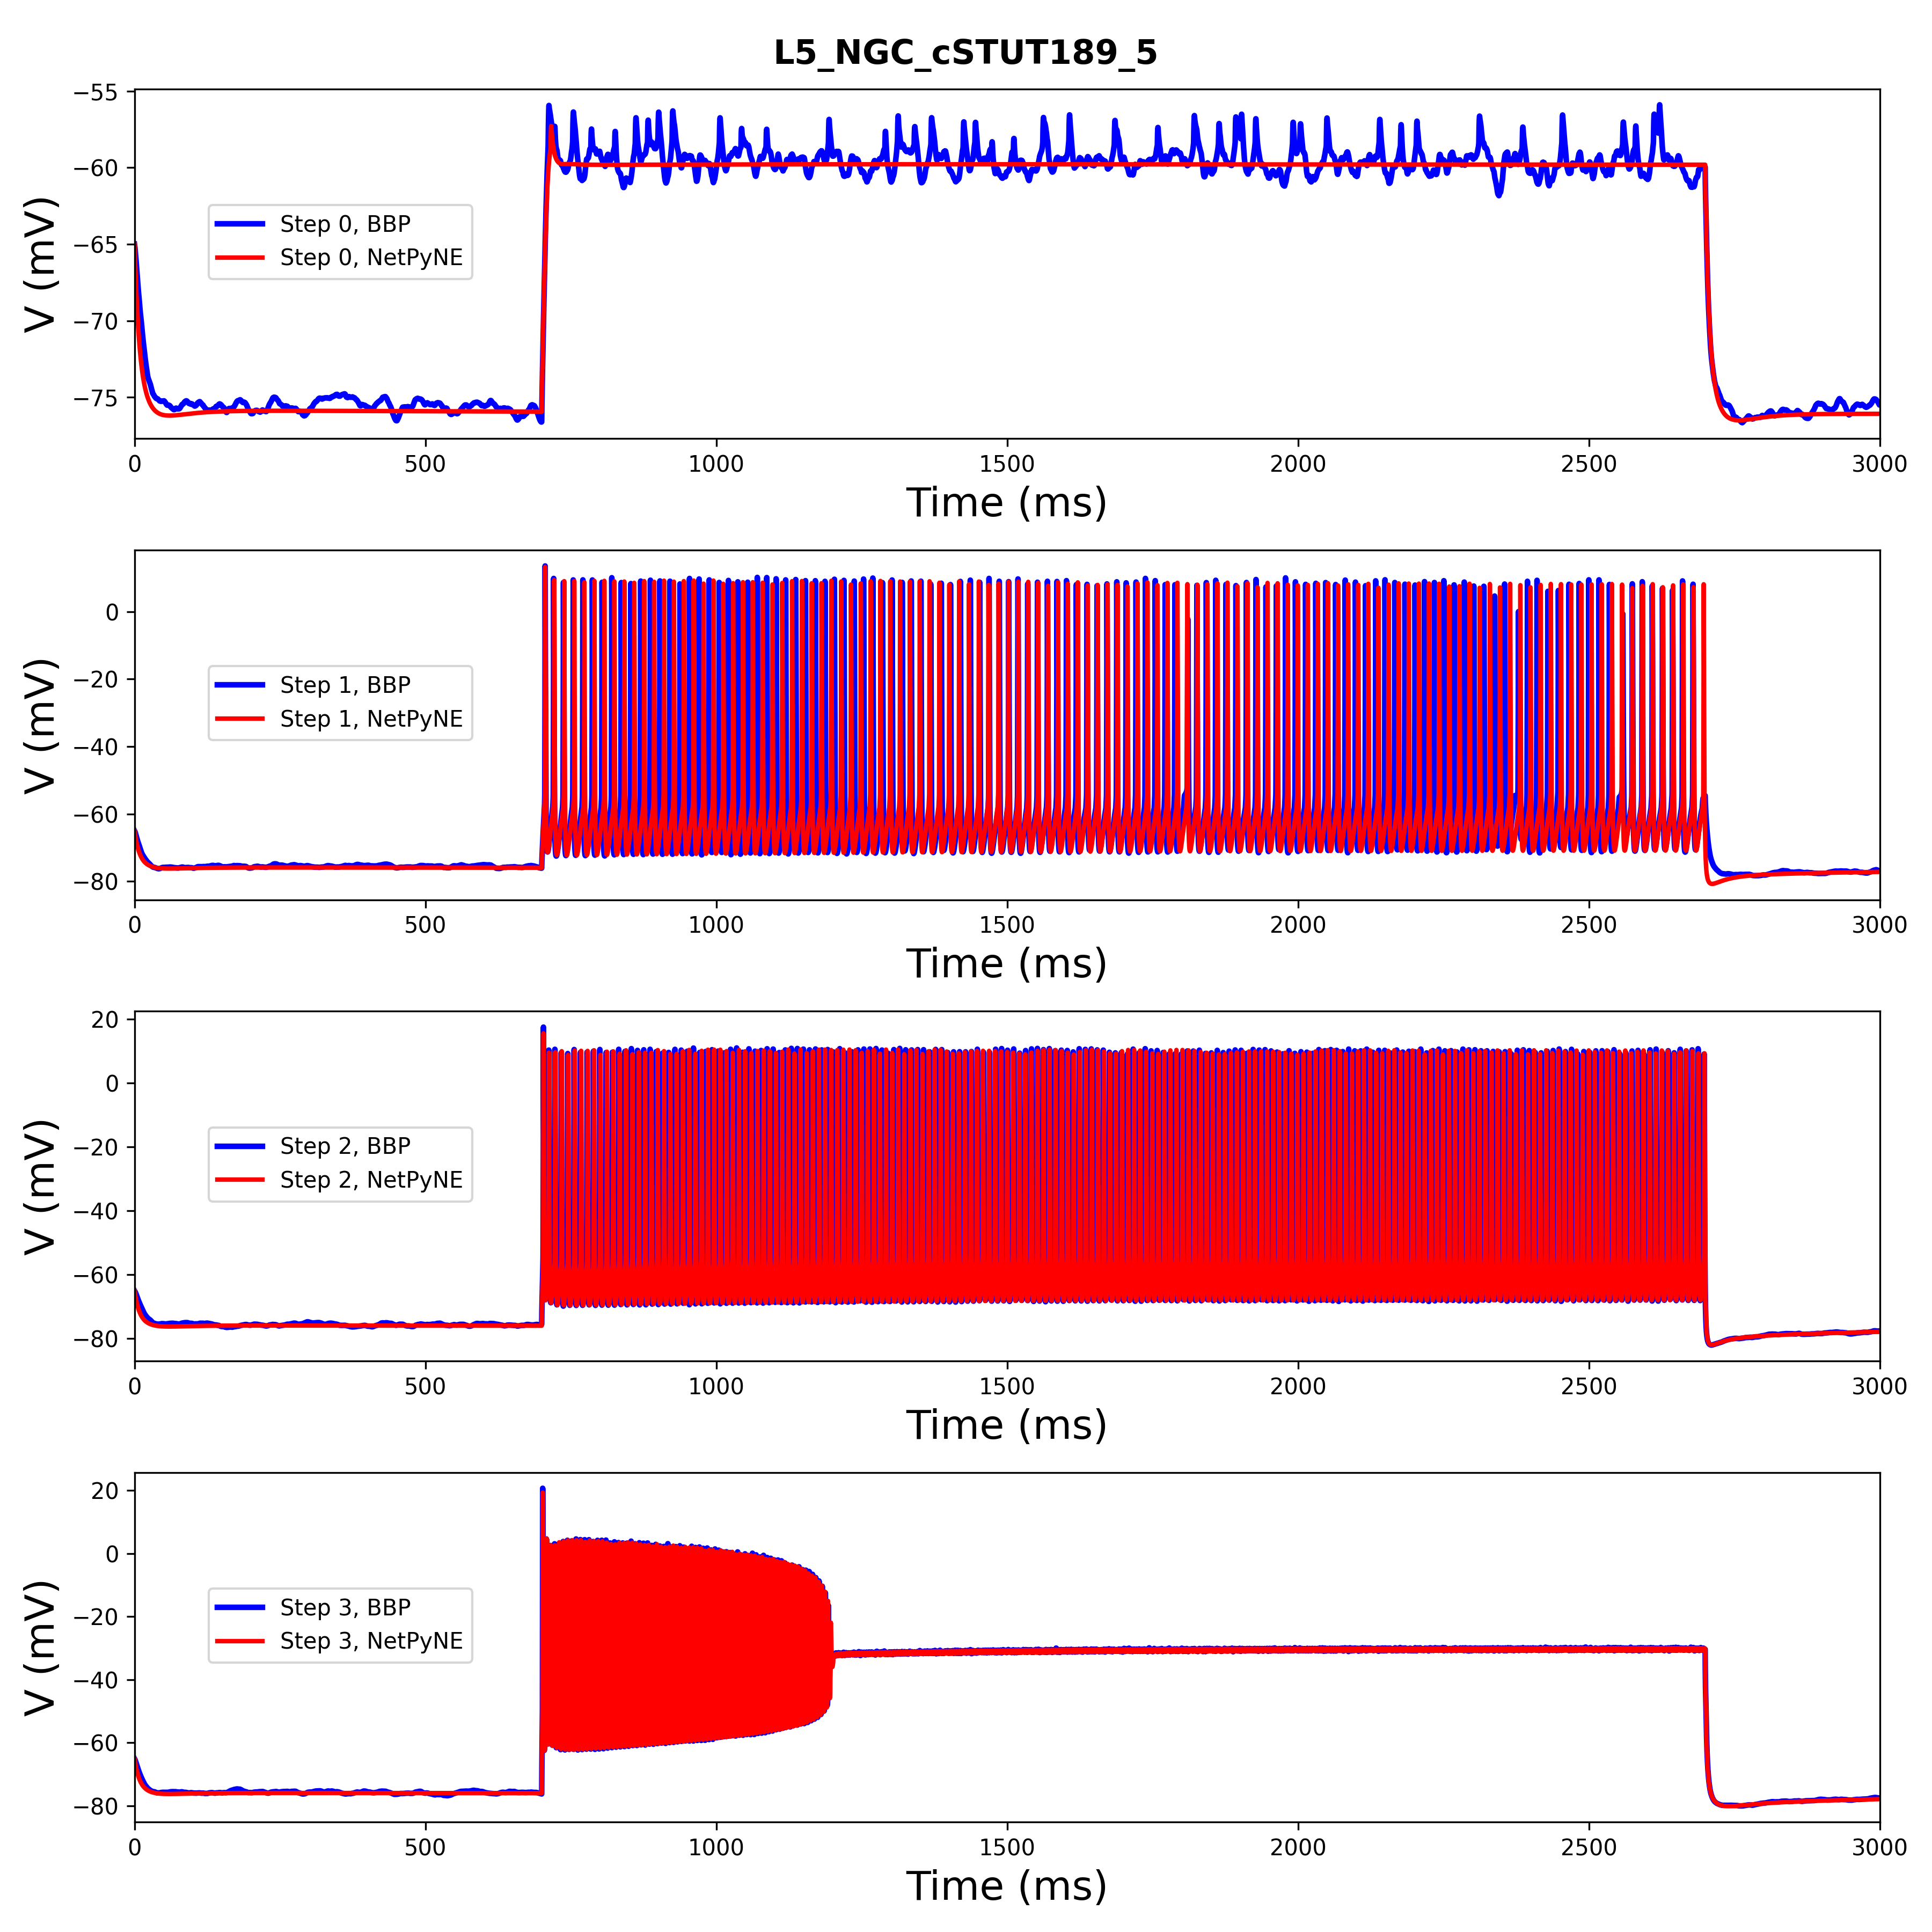 L5_NGC_cSTUT189_5
−55
−60
−65
−70
−75
V (mV)
Step 0, BBP
Step 0, NetPyNE
0 500 1000 1500 2000 2500 3000
Time (ms)
0
−20
−40
−60
−80
V (mV)
Step 1, BBP
Step 1, NetPyNE
0 500 1000 1500 2000 2500 3000
Time (ms)
20
0
−20
−40
−60
−80
V (mV)
Step 2, BBP
Step 2, NetPyNE
0 500 1000 1500 2000 2500 3000
Time (ms)
20
0
−20
−40
−60
−80
V (mV)
Step 3, BBP
Step 3, NetPyNE
0 500 1000 1500 2000 2500 3000
Time (ms)